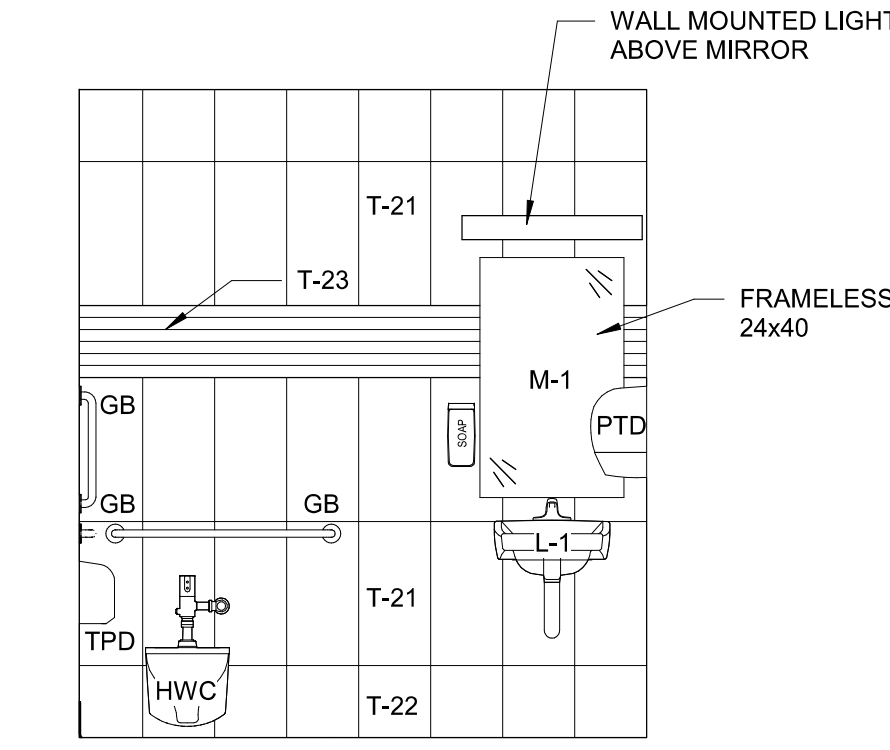 WALL MOUNTED LIGHT
ABOVE MIRROR
T-21
T-23
FRAMELESS
24x40
M-1
GB
SOAP
PTD
GB
GB
L-1
T-21
TPD
HWC
T-22